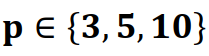 p ∈ {3, 5, 10}